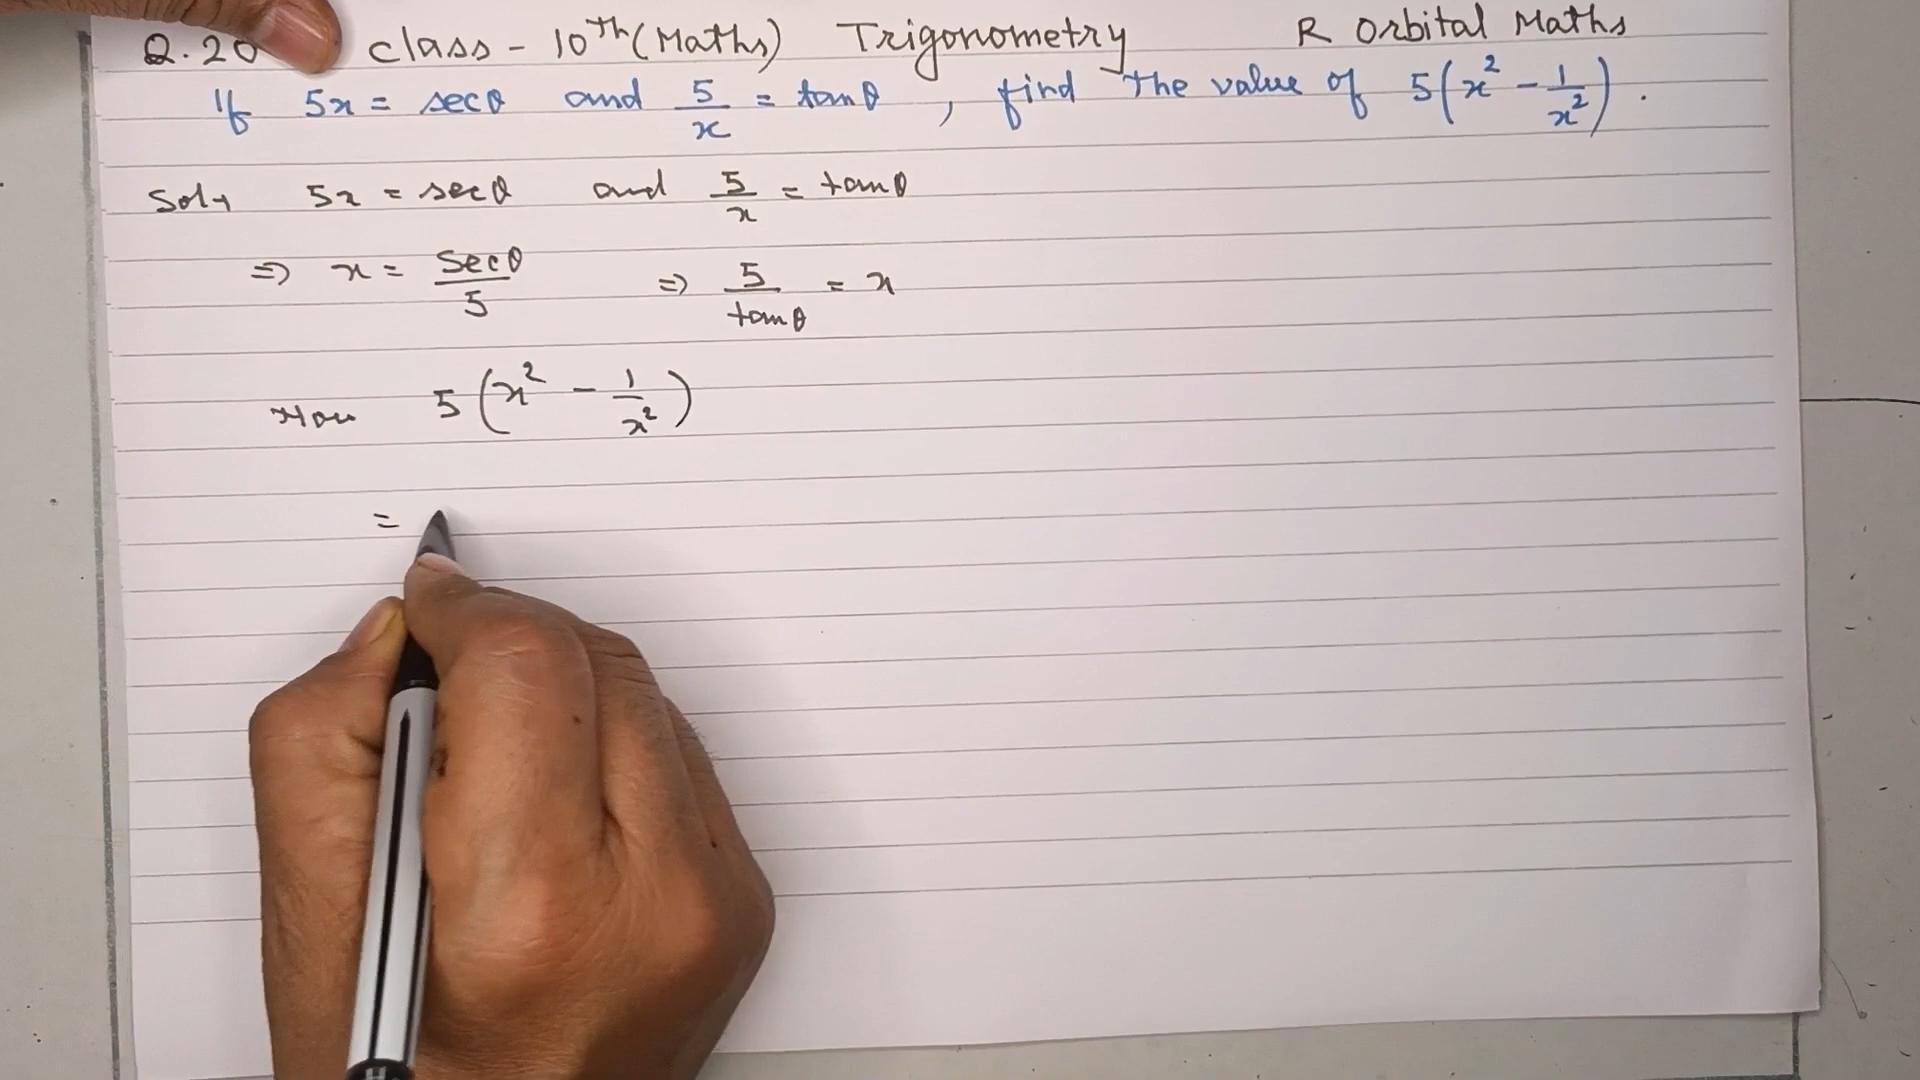 Q.20 Class - 10th (Maths) Trigonometry R Orbital Maths
If 5x = secθ and 5/x = tanθ , find the value of 5(x² - 1/x²) .
Soln 5x = secθ and 5/x = tanθ
⇒ x = secθ/5 ⇒ 5/tanθ = x
Now 5(x² - 1/x²)
=